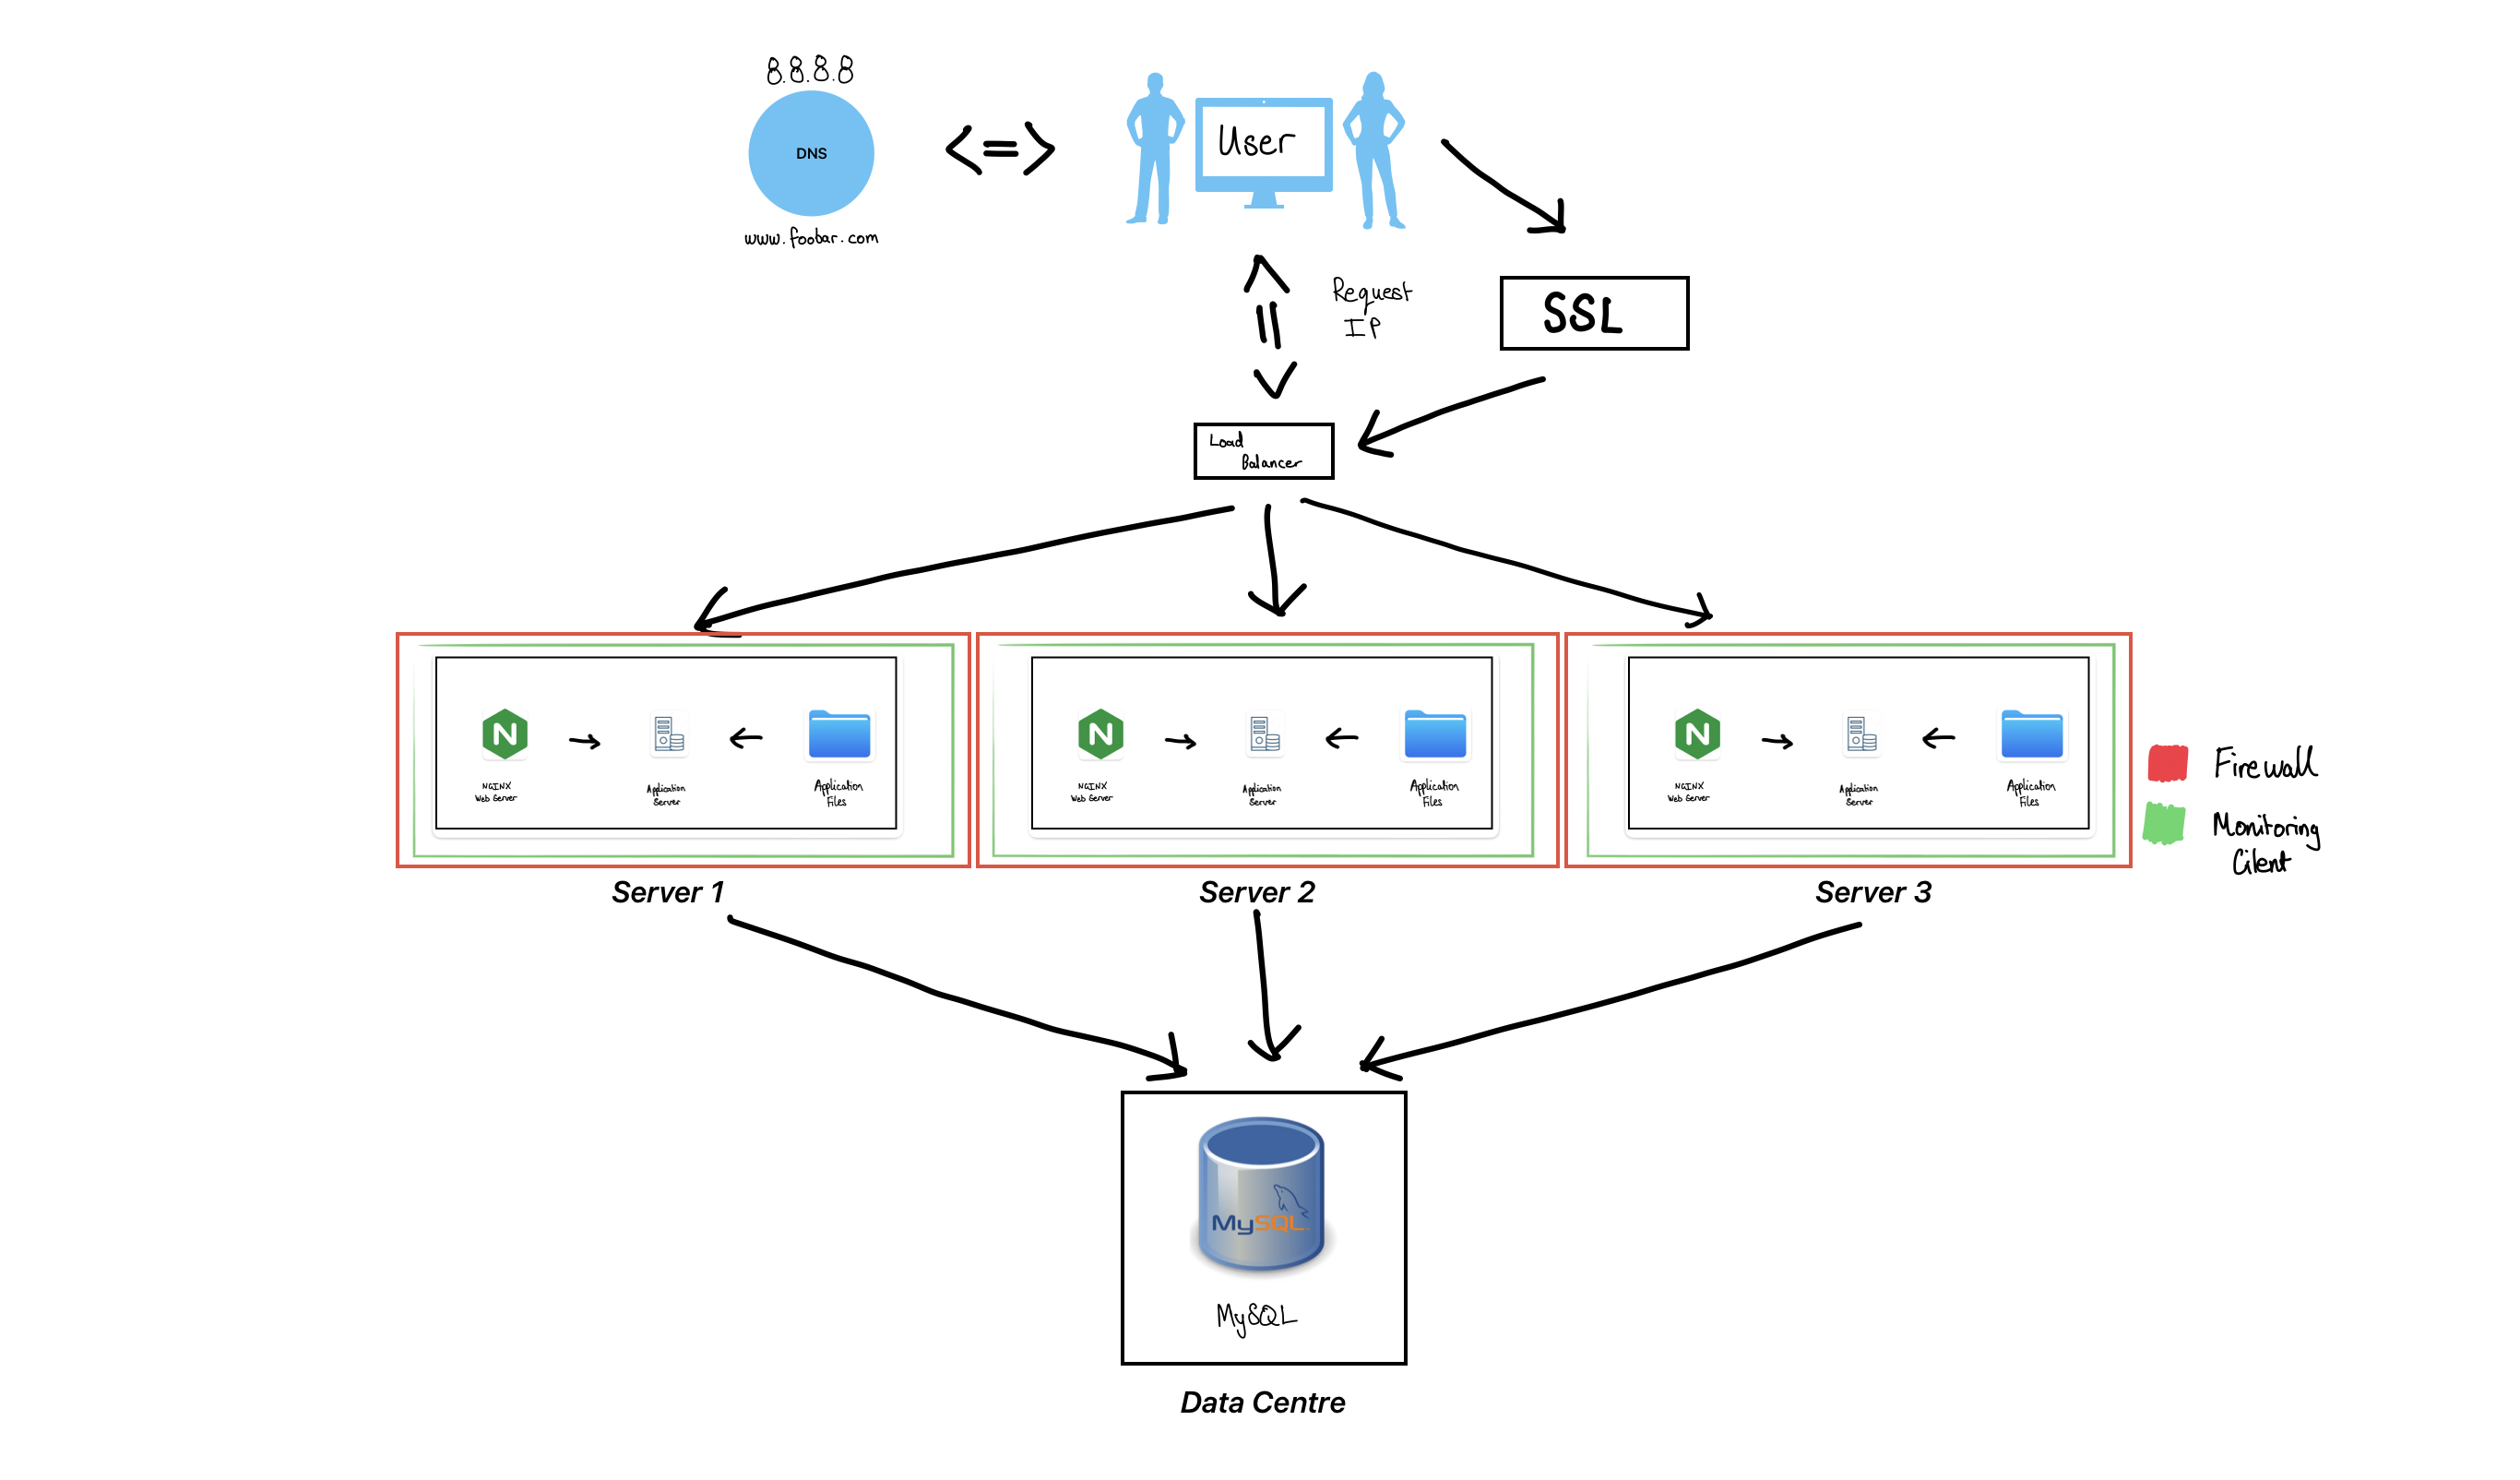 8.8.8.8
DNS
www.foobar.com
User
Request
IP
SSL
Load
Balancer
N
NGINX
Web Server
Application
Server
Application
Files
N
NGINX
Web Server
Application
Server
Application
Files
N
NGINX
Web Server
Application
Server
Application
Files
Firewall
Monitoring
Client
Server 1
Server 2
Server 3
MySQL
MySQL
Data Centre